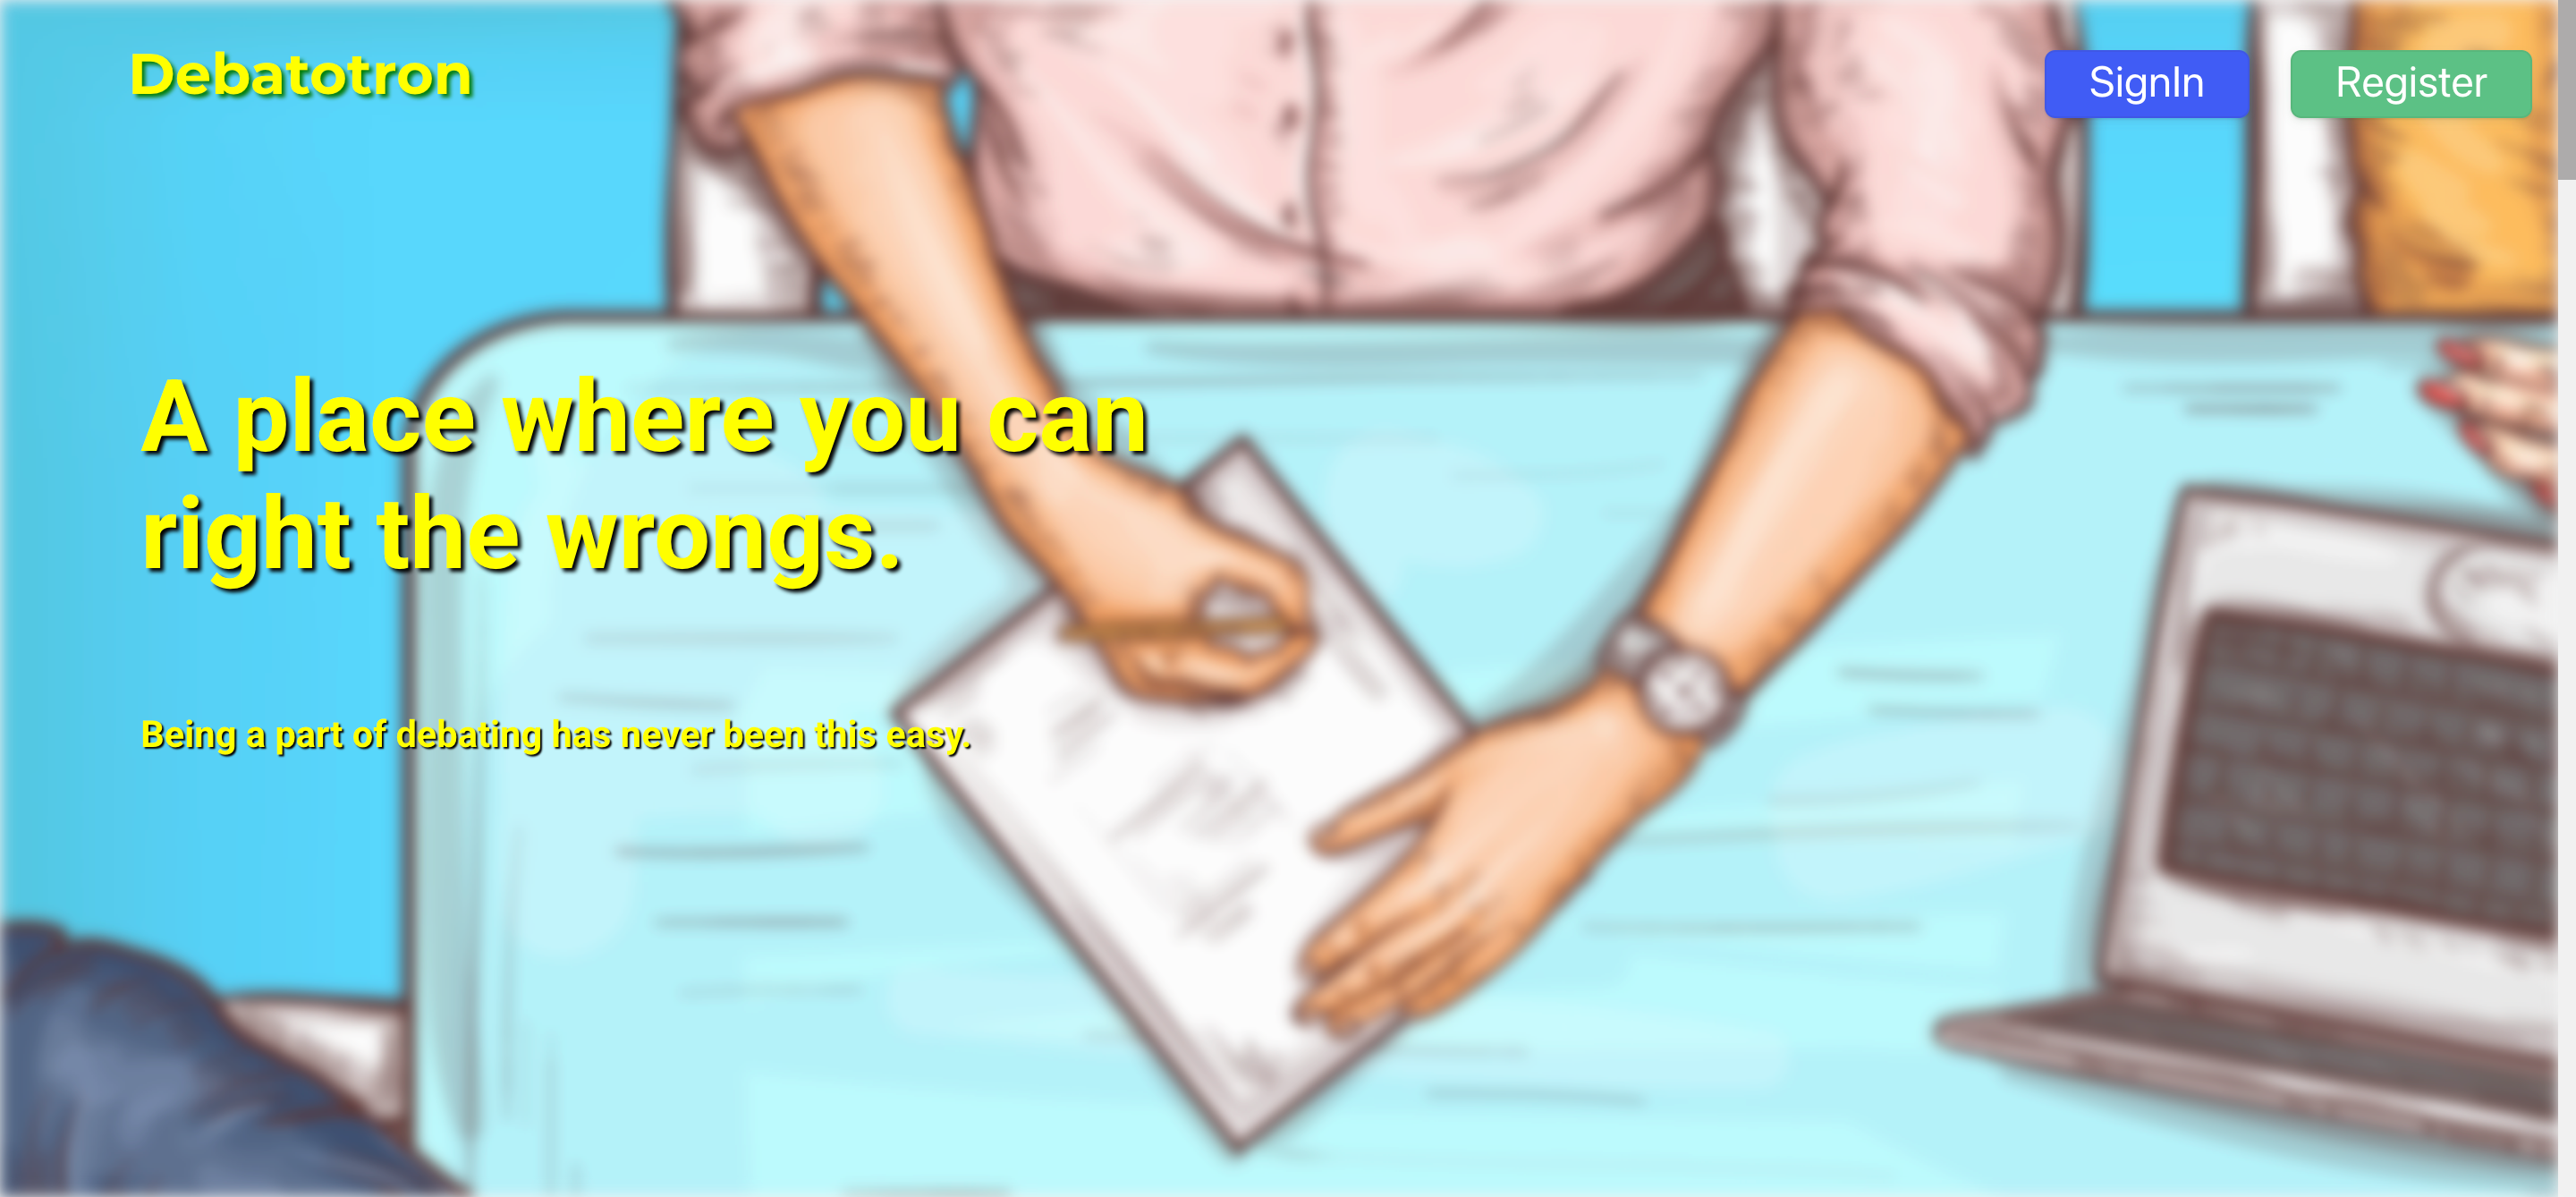 Debatotron
SignIn
Register
A place where you can
right the wrongs.
Being a part of debating has never been this easy.